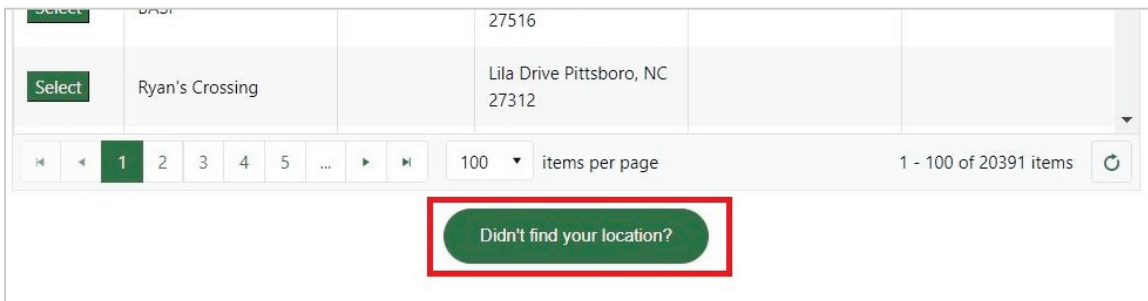 27516
Select
Ryan's Crossing
Lila Drive Pittsboro, NC
27312
1 2 3 4 5 ... 100 items per page 1 - 100 of 20391 items
Didn't find your location?